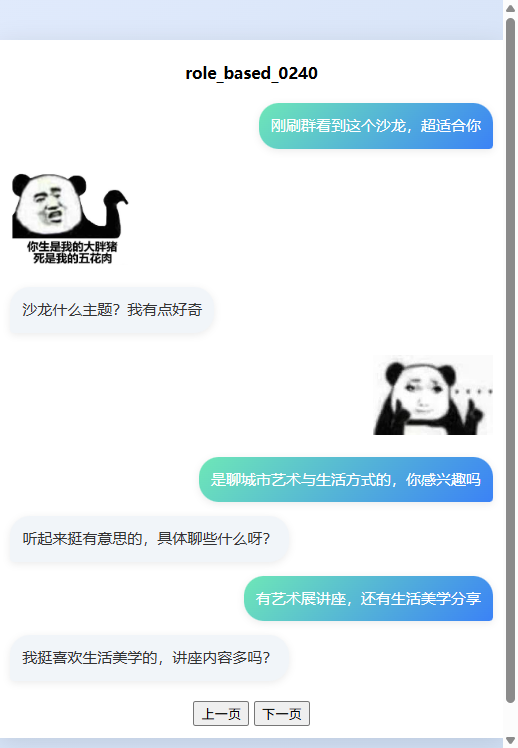 role_based_0240
刚刷群看到这个沙龙，超适合你
你生是我的大胖猪
死是我的五花肉
沙龙什么主题？我有点好奇
是聊城市艺术与生活方式的，你感兴趣吗
听起来挺有意思的，具体聊些什么呀？
有艺术展讲座，还有生活美学分享
我挺喜欢生活美学的，讲座内容多吗？
上一页 下一页